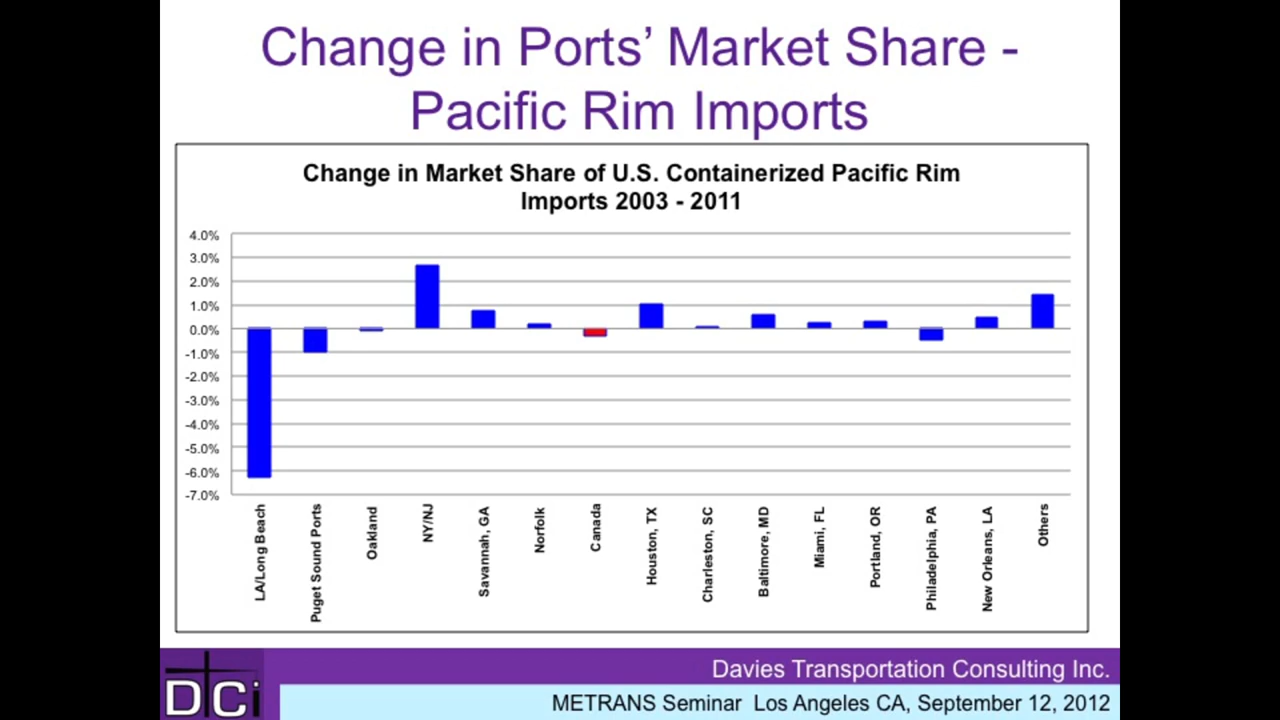 Change in Ports’ Market Share -
Pacific Rim Imports
Change in Market Share of U.S. Containerized Pacific Rim
Imports 2003 - 2011
4.0%
3.0%
2.0%
1.0%
0.0%
-1.0%
-2.0%
-3.0%
-4.0%
-5.0%
-6.0%
-7.0%
LA/Long Beach
Puget Sound Ports
Oakland
NY/NJ
Savannah, GA
Norfolk
Canada
Houston, TX
Charleston, SC
Baltimore, MD
Miami, FL
Portland, OR
Philadelphia, PA
New Orleans, LA
Others
Davies Transportation Consulting Inc.
DTCi
METRANS Seminar Los Angeles CA, September 12, 2012